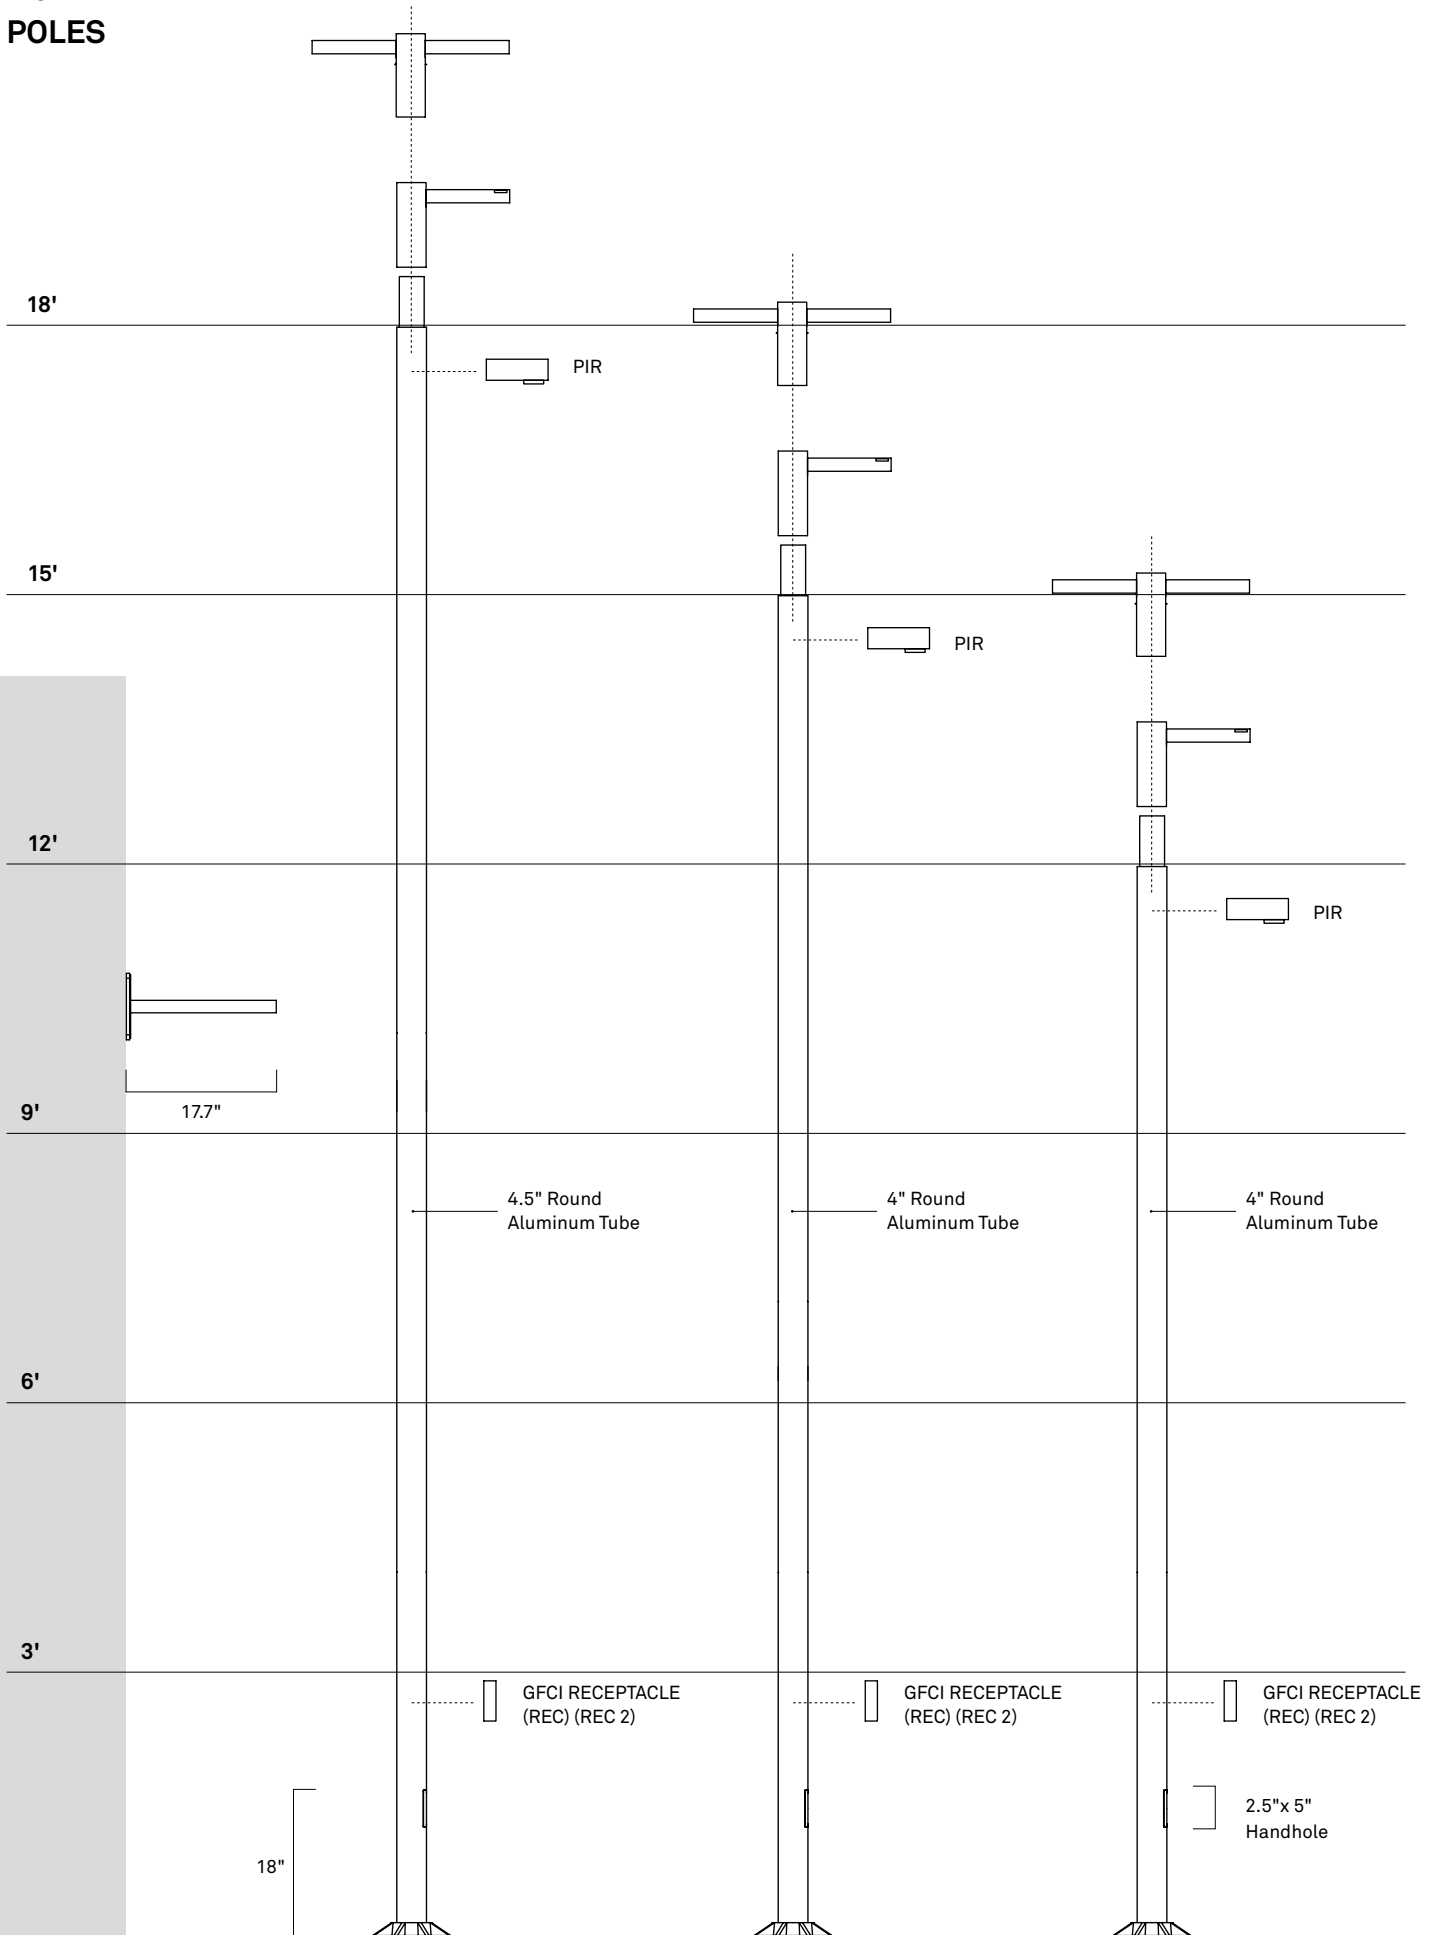 POLES
18'
PIR
15'
PIR
12'
PIR
9'
17.7"
4.5" Round
Aluminum Tube
4" Round
Aluminum Tube
4" Round
Aluminum Tube
6'
3'
GFCI RECEPTACLE
(REC) (REC 2)
GFCI RECEPTACLE
(REC) (REC 2)
GFCI RECEPTACLE
(REC) (REC 2)
2.5"x 5"
Handhole
18"